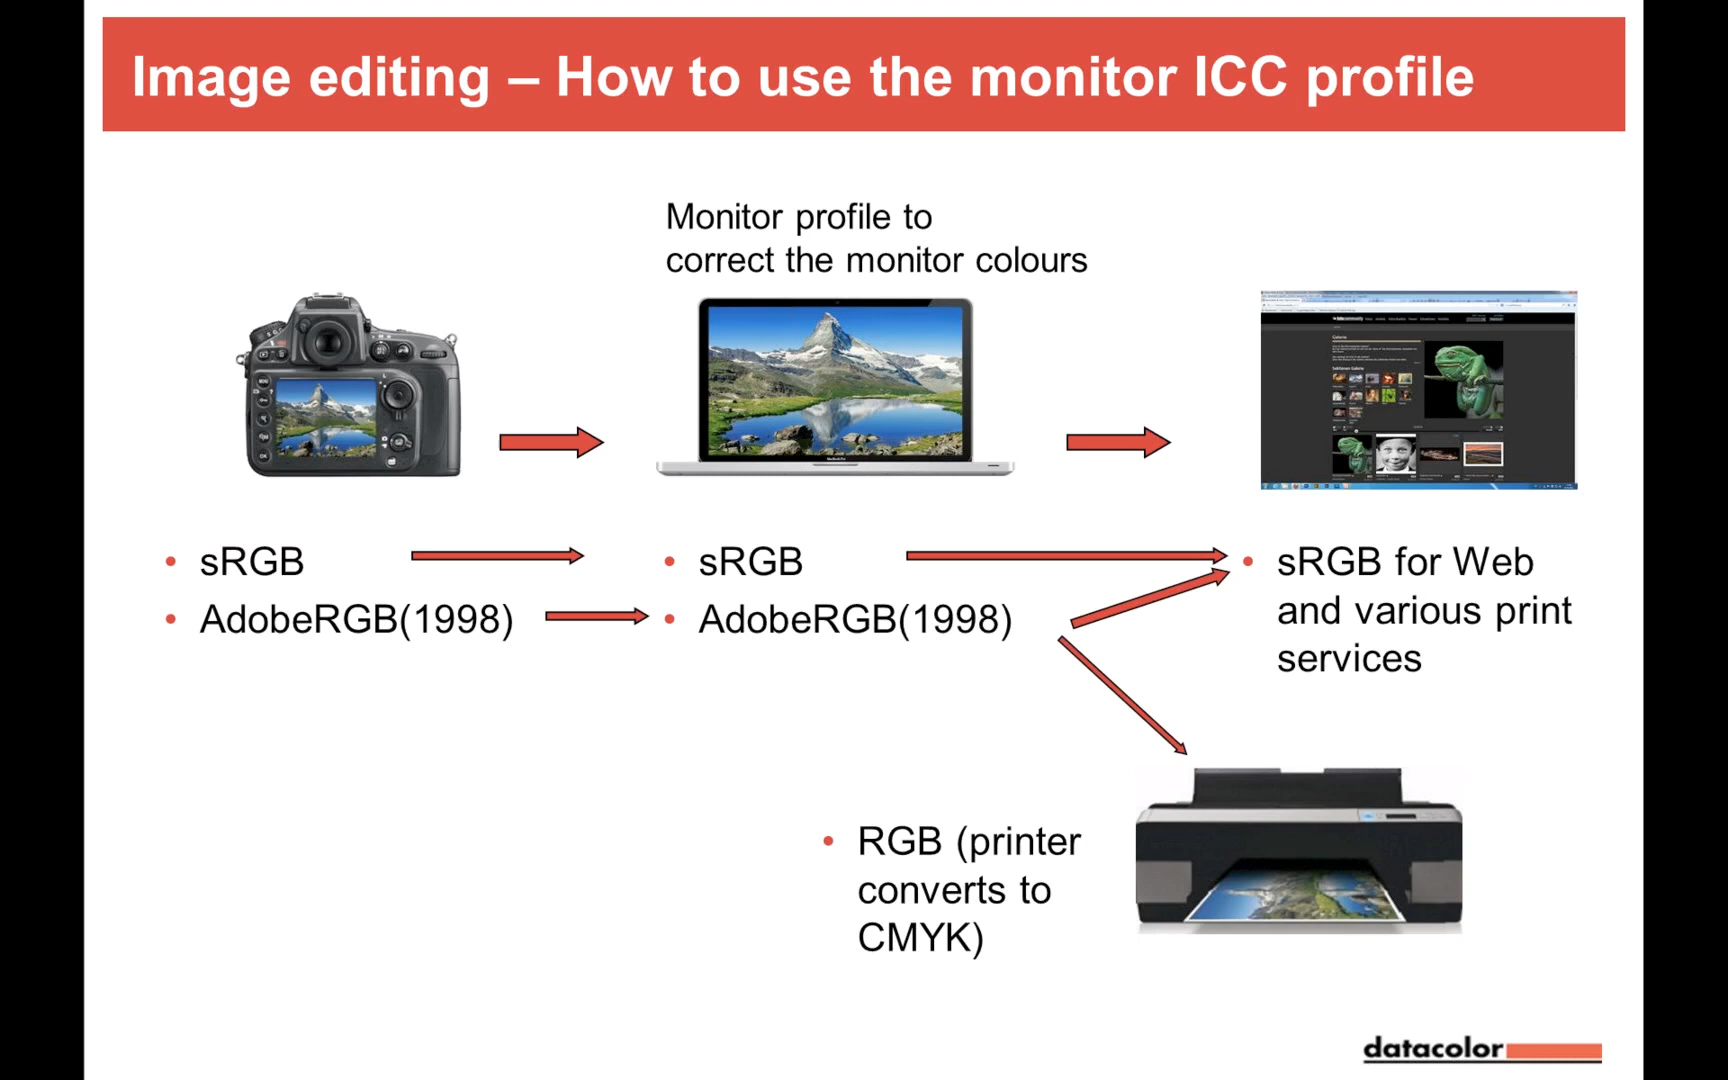 Image editing – How to use the monitor ICC profile
Monitor profile to
correct the monitor colours
• sRGB
• AdobeRGB(1998)
• sRGB
• AdobeRGB(1998)
• sRGB for Web
and various print
services
• RGB (printer
converts to
CMYK)
datacolor